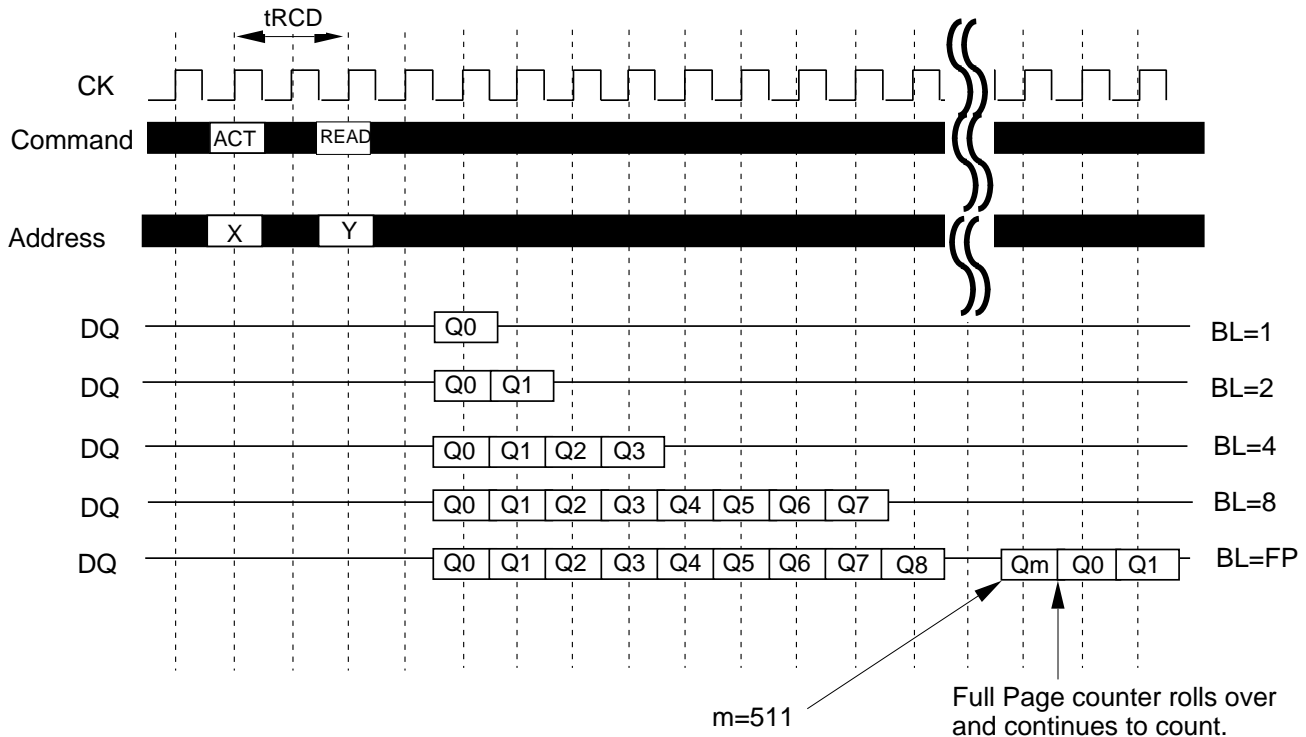 tRCD
CK
Command ACT READ
Address X Y
DQ Q0 BL=1
DQ Q0 Q1 BL=2
DQ Q0 Q1 Q2 Q3 BL=4
DQ Q0 Q1 Q2 Q3 Q4 Q5 Q6 Q7 BL=8
DQ Q0 Q1 Q2 Q3 Q4 Q5 Q6 Q7 Q8 Qm Q0 Q1 BL=FP
m=511
Full Page counter rolls over
and continues to count.